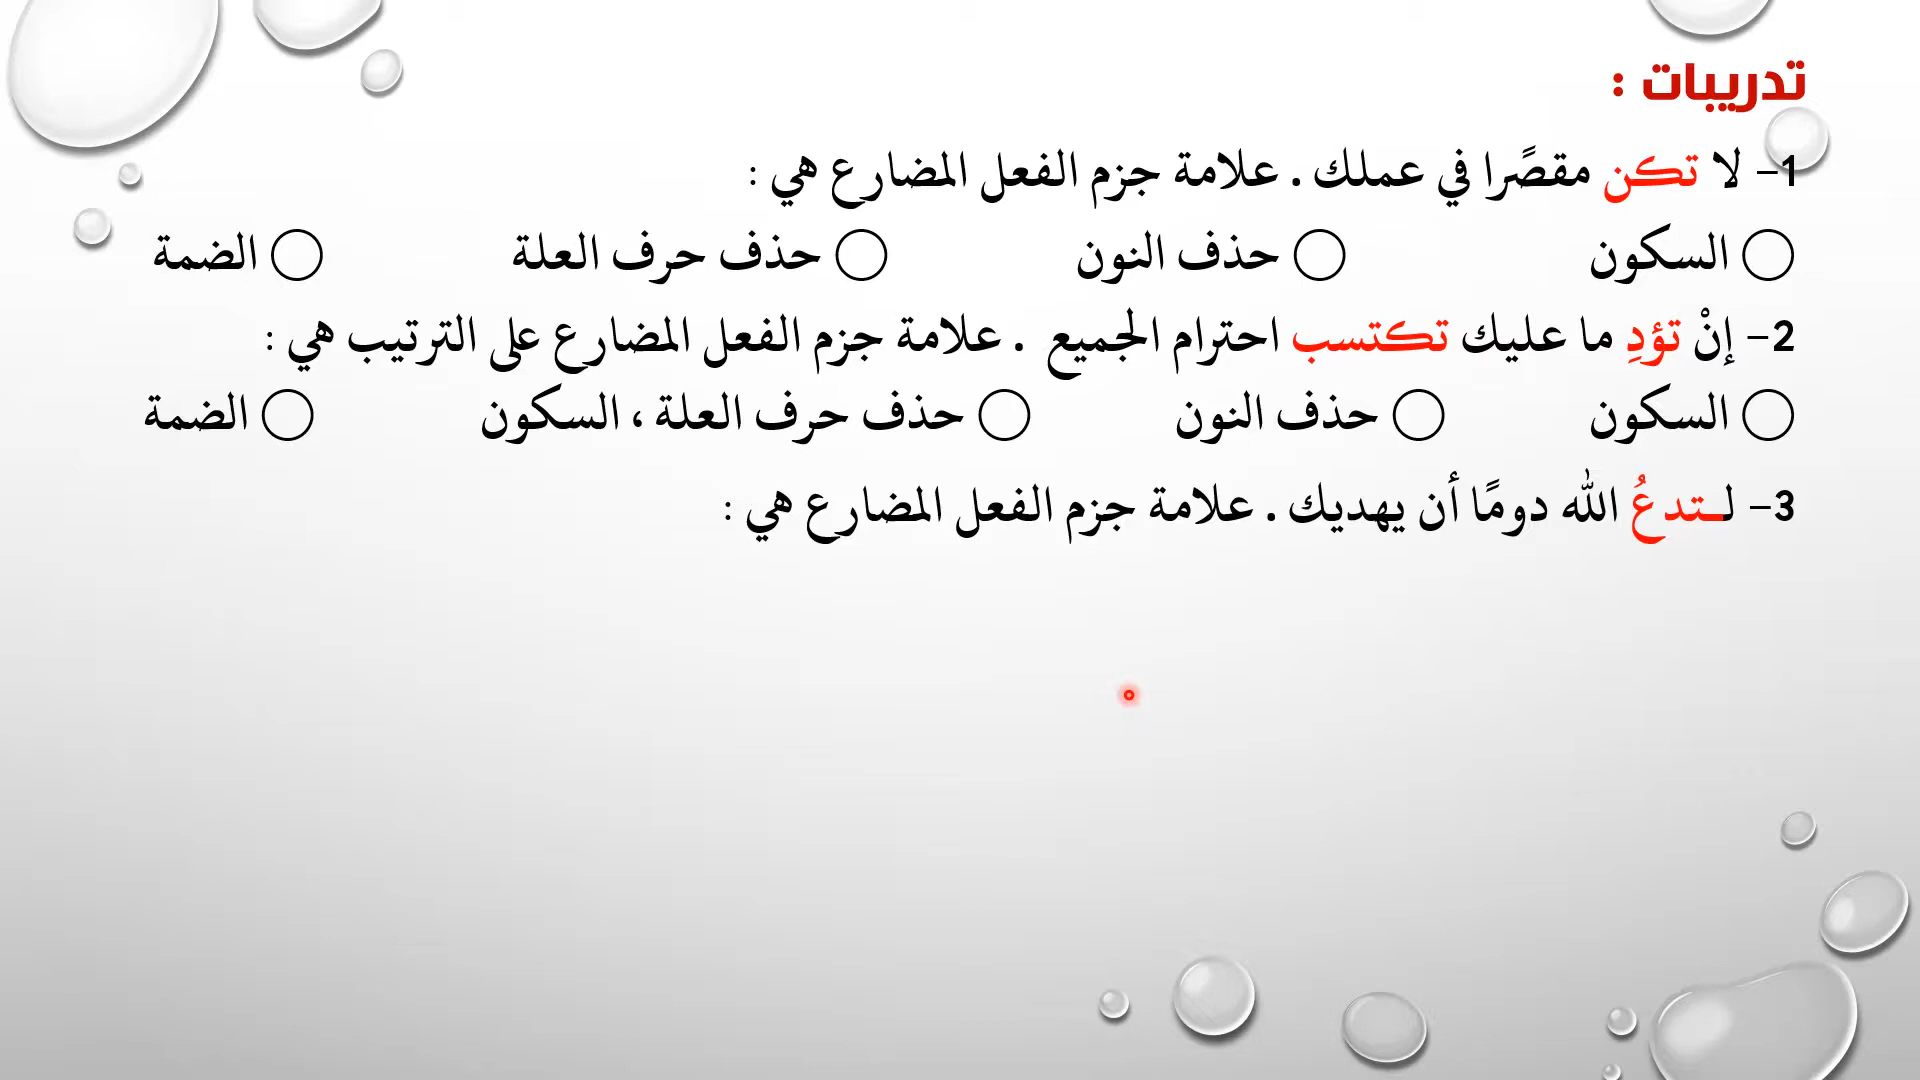 تدريبات :
1- لا تكن مقصًرا في عملك . علامة جزم الفعل المضارع هي :
◯ السكون ◯ حذف النون ◯ حذف حرف العلة ◯ الضمة
2- إنْ تؤدِ ما عليك تكتسب احترام الجميع . علامة جزم الفعل المضارع على الترتيب هي :
◯ السكون ◯ حذف النون ◯ حذف حرف العلة ، السكون ◯ الضمة
3- لـتدعُ الله دومًا أن يهديك . علامة جزم الفعل المضارع هي :